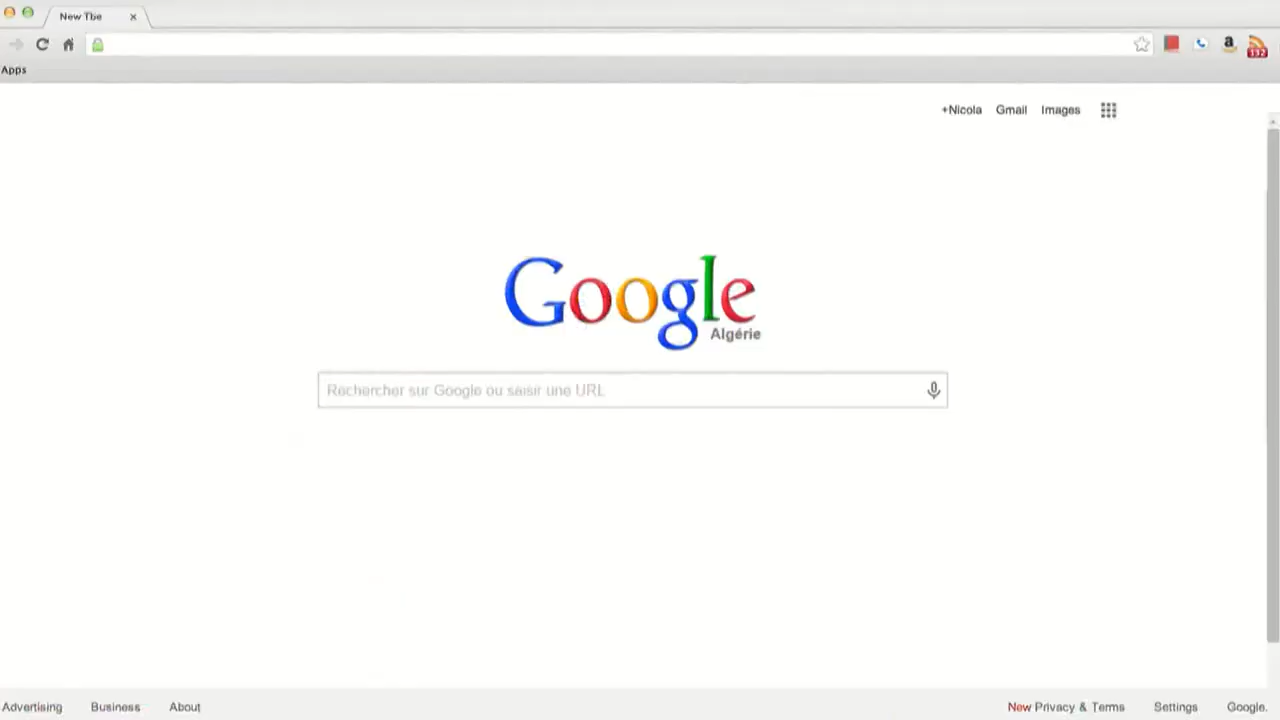 New Tbe
Apps
132
+Nicola Gmail Images
Google
Algérie
Rechercher sur Google ou saisir une URL
Advertising Business About New Privacy & Terms Settings Google.